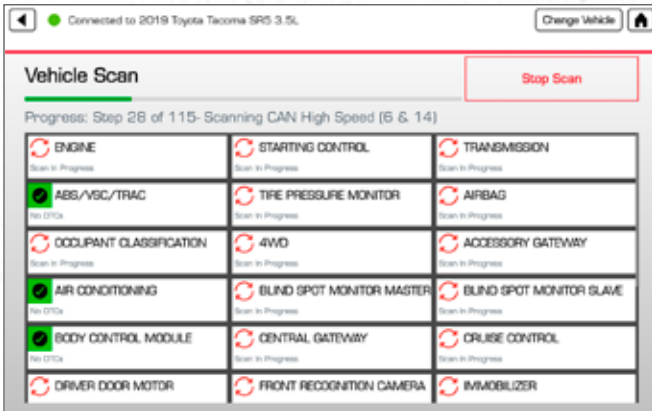 Connected to 2019 Toyota Tacoma SR5 3.5L
Change Vehicle
Vehicle Scan
Stop Scan
Progress: Step 28 of 115- Scanning CAN High Speed (6 & 14)
ENGINE
Scan In Progress
STARTING CONTROL
Scan In Progress
TRANSMISSION
Scan In Progress
ABS/VSC/TRAC
No DTCs
TIRE PRESSURE MONITOR
Scan In Progress
AIRBAG
Scan In Progress
OCCUPANT CLASSIFICATION
Scan In Progress
4WD
Scan In Progress
ACCESSORY GATEWAY
Scan In Progress
AIR CONDITIONING
No DTCs
BLIND SPOT MONITOR MASTER
Scan In Progress
BLIND SPOT MONITOR SLAVE
Scan In Progress
BODY CONTROL MODULE
No DTCs
CENTRAL GATEWAY
Scan In Progress
CRUISE CONTROL
Scan In Progress
DRIVER DOOR MOTOR
FRONT RECOGNITION CAMERA
IMMOBILIZER